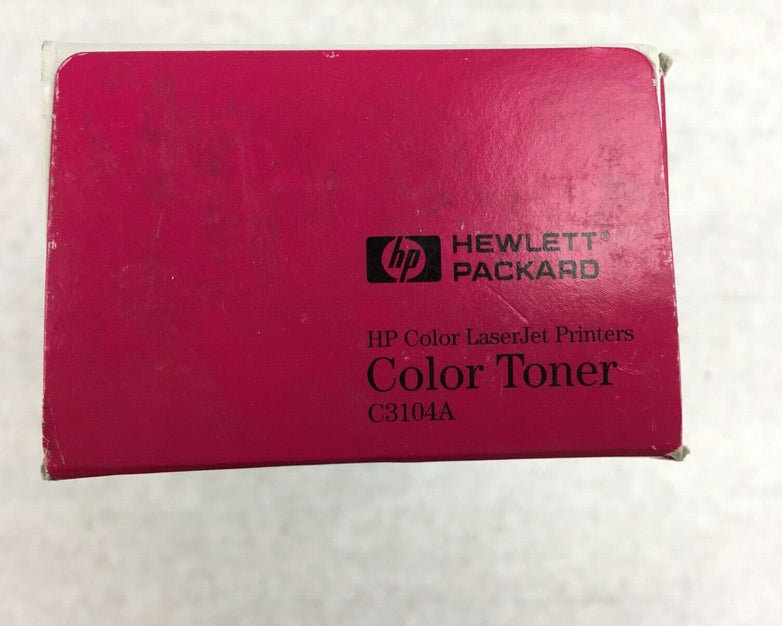 hp HEWLETT®
PACKARD
HP Color LaserJet Printers
Color Toner
C3104A